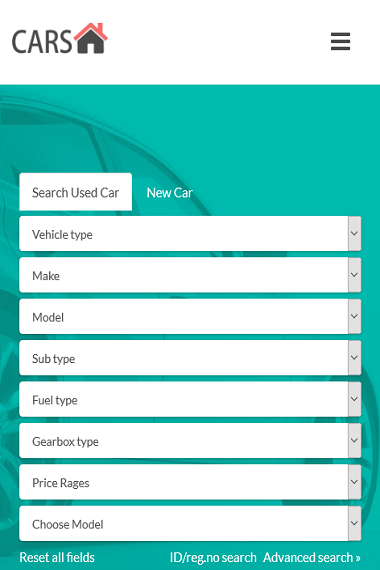 CARS
Search Used Car New Car
Vehicle type
Make
Model
Sub type
Fuel type
Gearbox type
Price Rages
Choose Model
Reset all fields ID/reg.no search Advanced search »